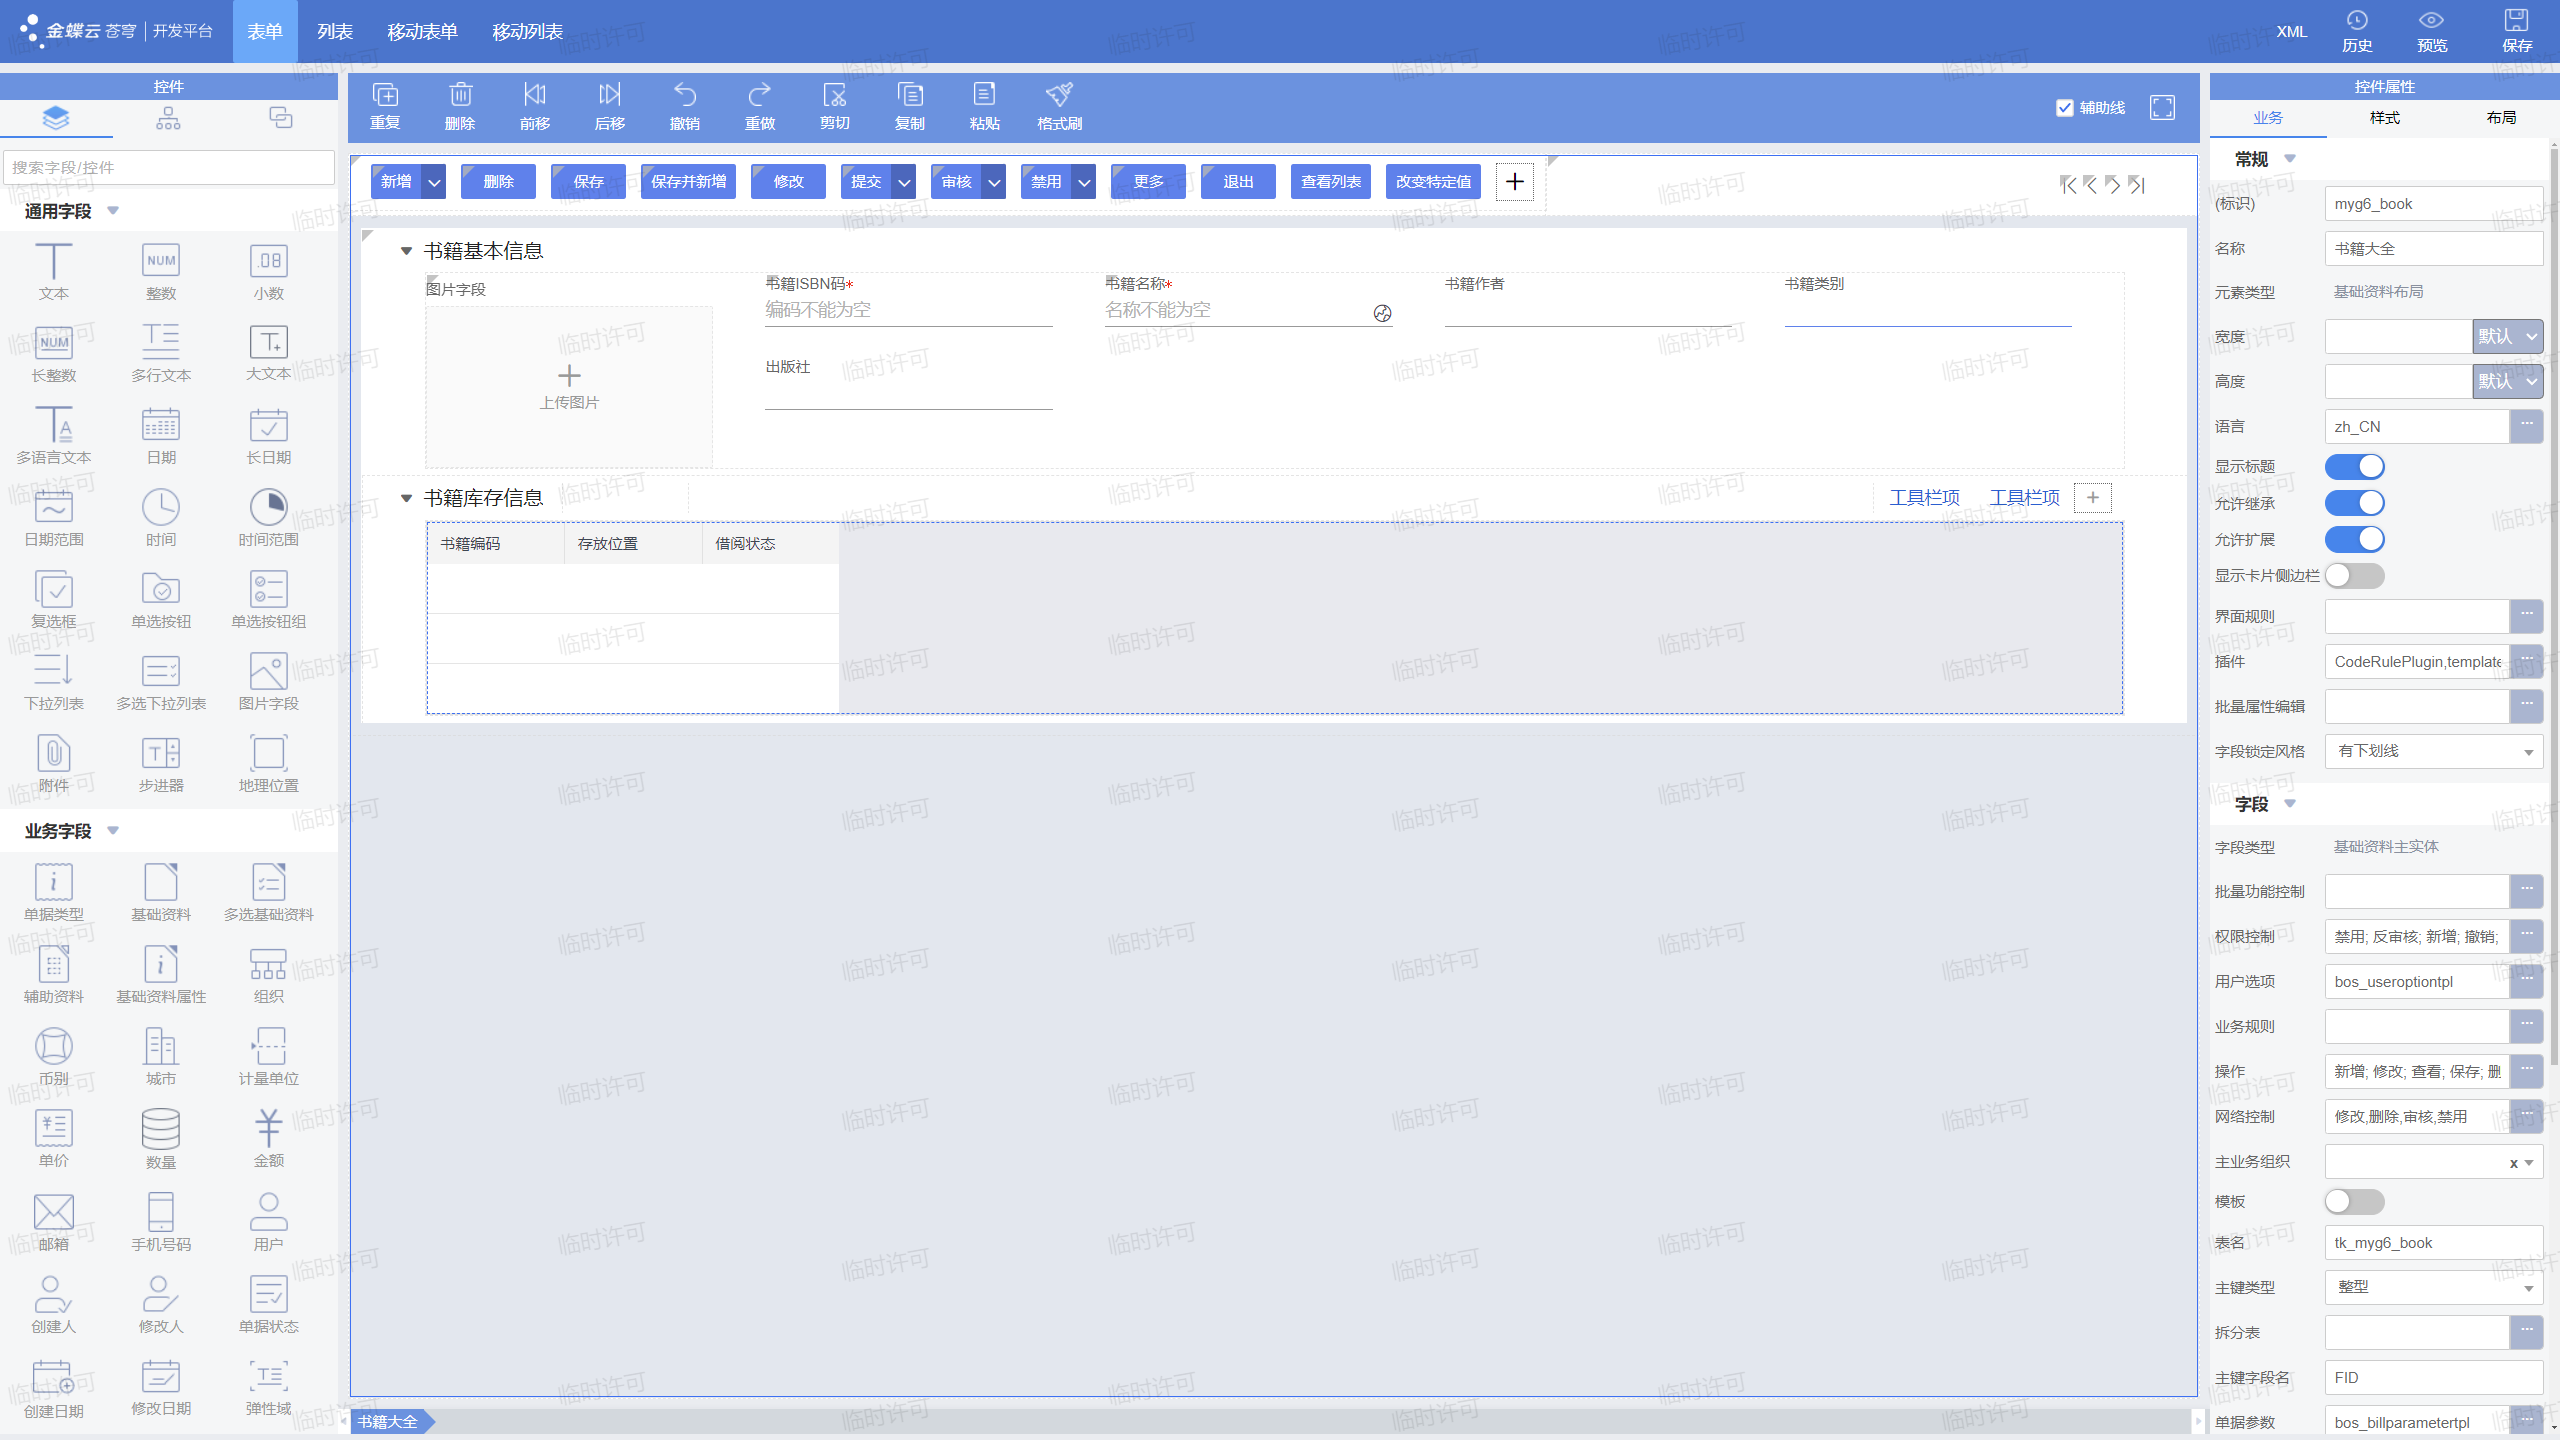 金蝶云 苍穹 | 开发平台
表单 列表 移动表单 移动列表
XML 历史 预览 保存
控件
搜索字段/控件
通用字段
文本 整数 小数
长整数 多行文本 大文本
多语言文本 日期 长日期
日期范围 时间 时间范围
复选框 单选按钮 单选按钮组
下拉列表 多选下拉列表 图片字段
附件 步进器 地理位置
业务字段
单据类型 基础资料 多选基础资料
辅助资料 基础资料属性 组织
币别 城市 计量单位
单价 数量 金额
邮箱 手机号码 用户
创建人 修改人 单据状态
创建日期 修改日期 弹性域
重复 删除 前移 后移 撤销 重做 剪切 复制 粘贴 格式刷
辅助线
新增 删除 保存 保存并新增 修改 提交 审核 禁用 更多 退出 查看列表 改变特定值
书籍基本信息
图片字段
上传图片
书籍ISBN码* 书籍名称* 书籍作者 书籍类别
编码不能为空 名称不能为空
出版社
书籍库存信息
工具栏项 工具栏项
书籍编码 存放位置 借阅状态
书籍大全
控件属性
业务 样式 布局
常规
(标识) myg6_book
名称 书籍大全
元素类型 基础资料布局
宽度 默认
高度 默认
语言 zh_CN
显示标题
允许继承
允许扩展
显示卡片侧边栏
界面规则
插件 CodeRulePlugin,template
批量属性编辑
字段锁定风格 有下划线
字段
字段类型 基础资料主实体
批量功能控制
权限控制 禁用; 反审核; 新增; 撤销;
用户选项 bos_useroptiontpl
业务规则
操作 新增; 修改; 查看; 保存; 删
网络控制 修改,删除,审核,禁用
主业务组织 x
模板
表名 tk_myg6_book
主键类型 整型
拆分表
主键字段名 FID
单据参数 bos_billparametertpl
临时许可